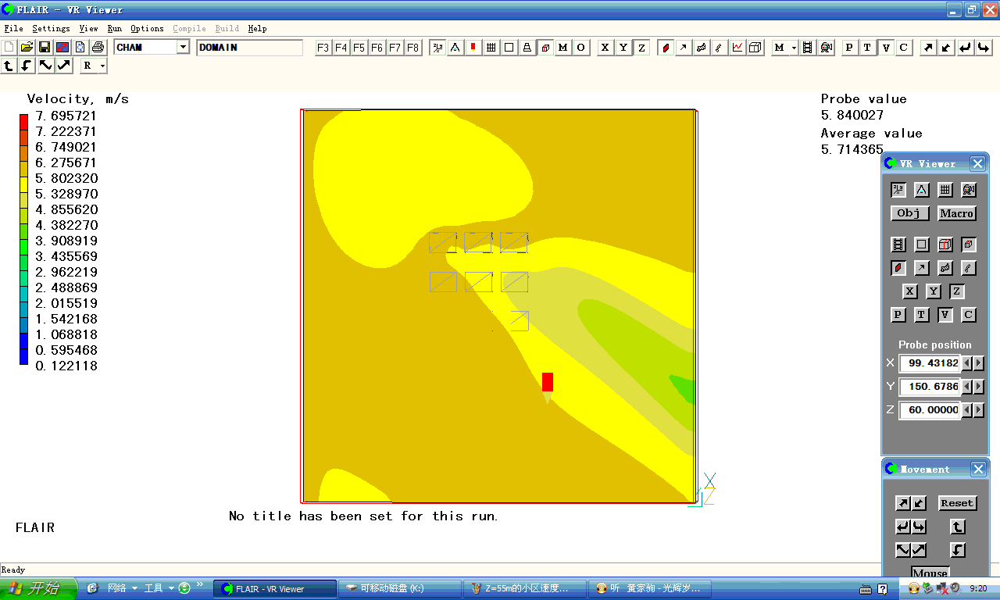 FLAIR - VR Viewer
File Settings View Run Options Compile Build Help
CHAM DOMAIN F3 F4 F5 F6 F7 F8 M O X Y Z M P T V C
R
Velocity, m/s
7.695721
7.222371
6.749021
6.275671
5.802320
5.328970
4.855620
4.382270
3.908919
3.435569
2.962219
2.488869
2.015519
1.542168
1.068818
0.595468
0.122118
Probe value
5.840027
Average value
5.714365
VR Viewer
Obj Macro
X Y Z
P T V C
Probe position
X 99.43182
Y 150.6786
Z 60.00000
Movement
Reset
Mouse
X
Z
No title has been set for this run.
FLAIR
Ready
开始 网络 工具 » FLAIR - VR Viewer 可移动磁盘 (K:) Z=55m的小区速度... 听 黄家驹 - 光辉岁... 9:20